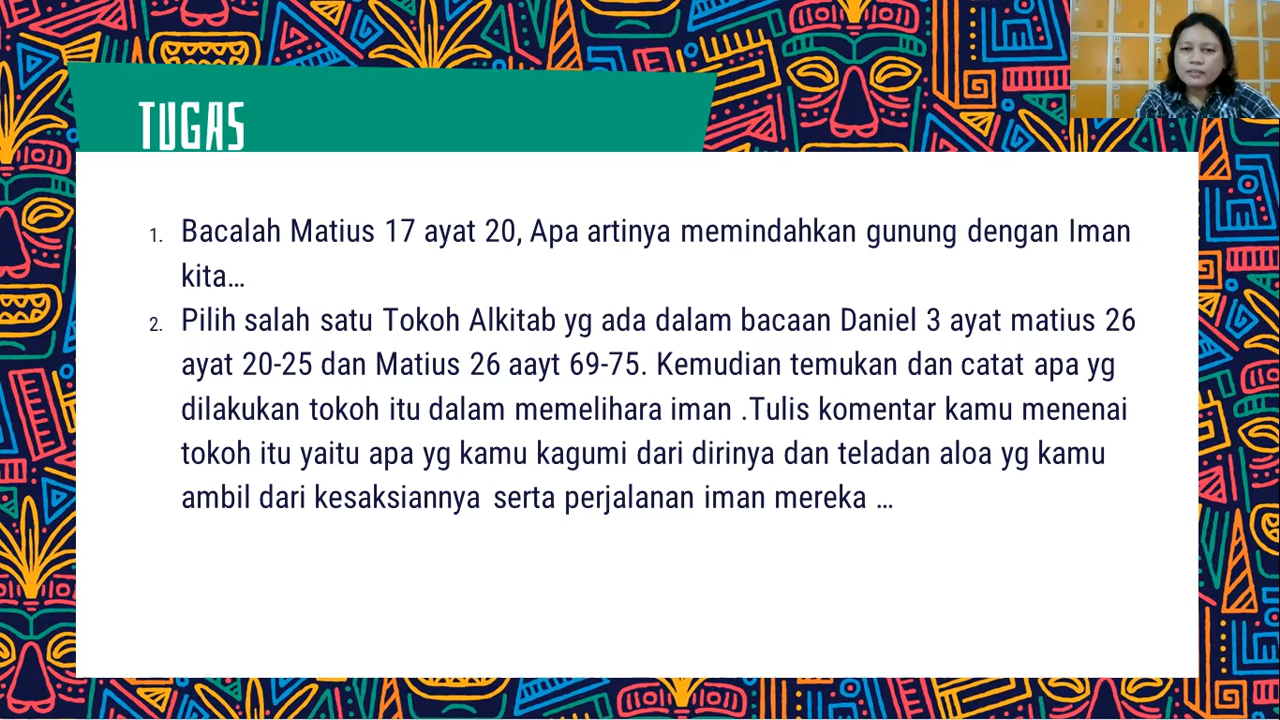 TUGAS
1. Bacalah Matius 17 ayat 20, Apa artinya memindahkan gunung dengan Iman
kita...
2. Pilih salah satu Tokoh Alkitab yg ada dalam bacaan Daniel 3 ayat matius 26
ayat 20-25 dan Matius 26 aayt 69-75. Kemudian temukan dan catat apa yg
dilakukan tokoh itu dalam memelihara iman .Tulis komentar kamu menenai
tokoh itu yaitu apa yg kamu kagumi dari dirinya dan teladan aloa yg kamu
ambil dari kesaksiannya serta perjalanan iman mereka ...